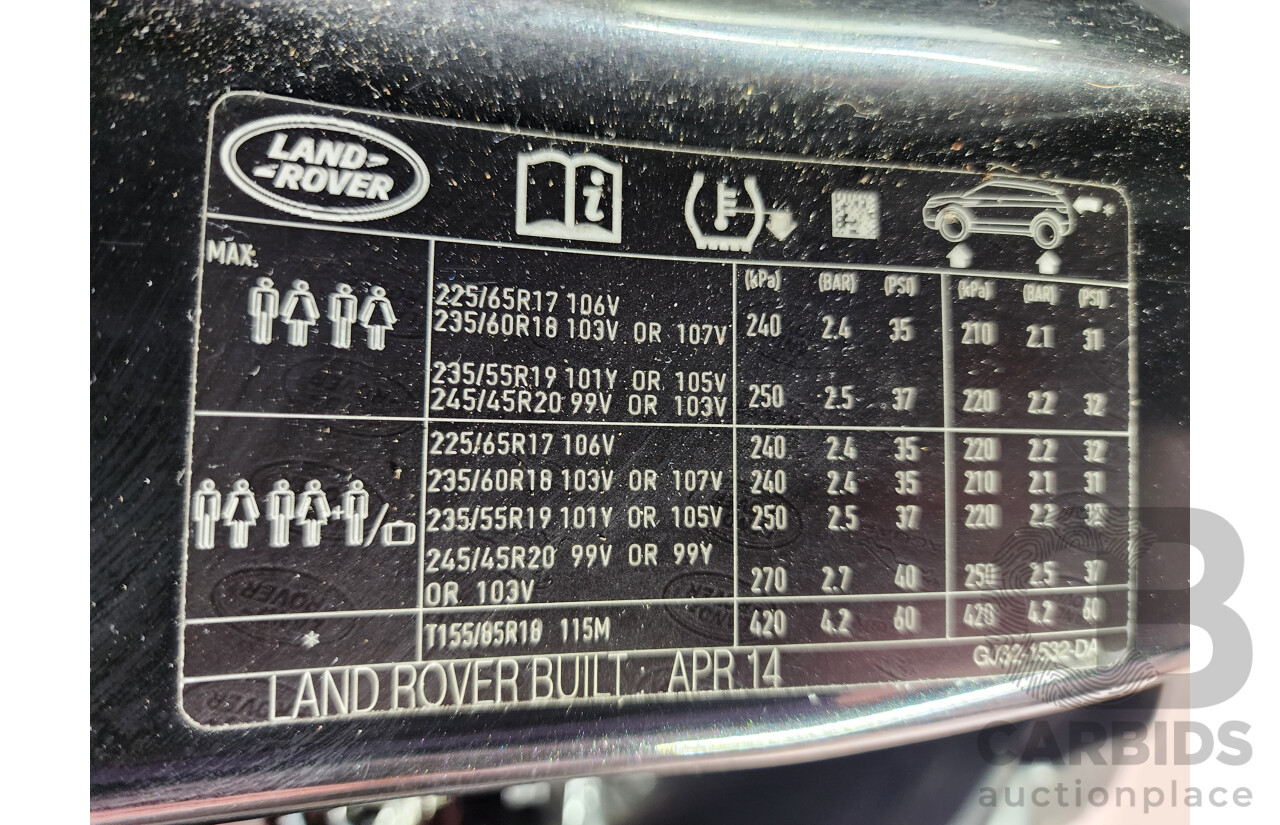 LAND-
-ROVER
MAX.
(kPa) (BAR) (PSI) (kPa) (BAR) (PSI)
225/65R17 106V
235/60R18 103V OR 107V 240 2.4 35 210 2.1 31
235/55R19 101Y OR 105V
245/45R20 99V OR 103V 250 2.5 37 220 2.2 32
225/65R17 106V 240 2.4 35 220 2.2 32
235/60R18 103V OR 107V 240 2.4 35 210 2.1 31
235/55R19 101Y OR 105V 250 2.5 37 220 2.2 32
245/45R20 99V OR 99Y
OR 103V 270 2.7 40 250 2.5 37
* T155/85R18 115M 420 4.2 60 420 4.2 60
LAND ROVER BUILT : APR 14
GJ32-1532-DA
CARBIDS
auctionplace